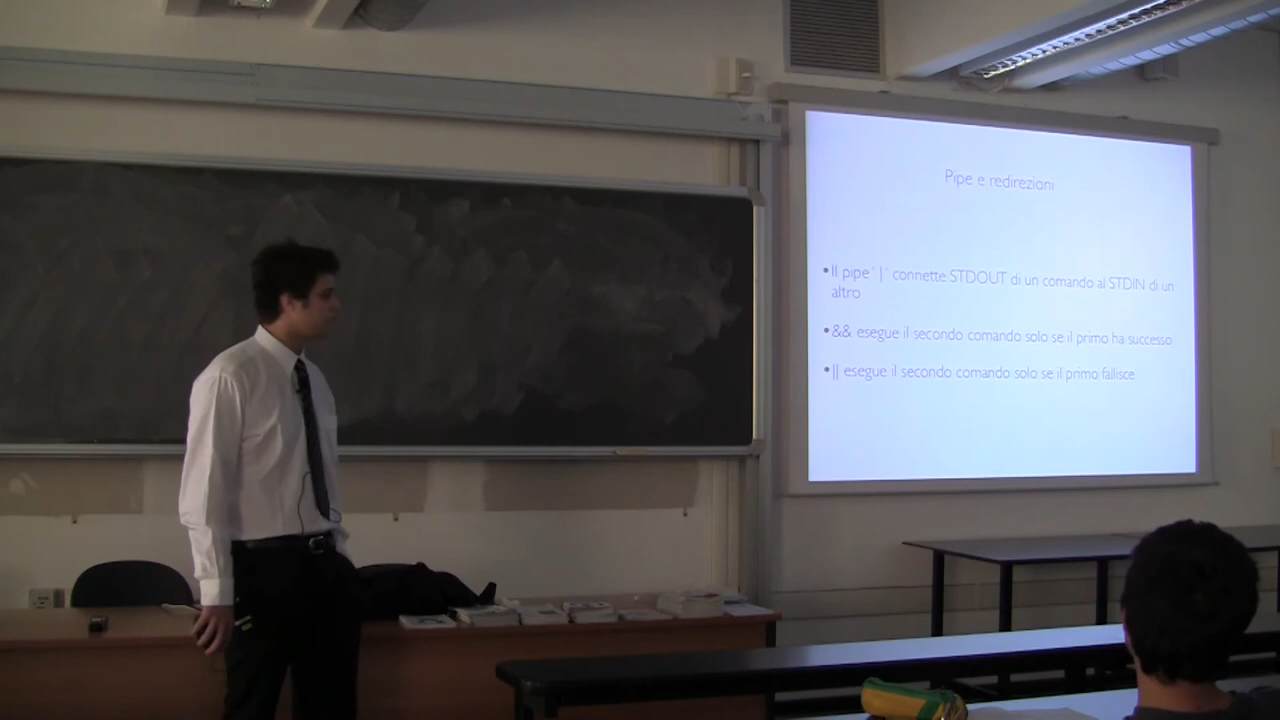 Pipe e redirezioni
•Il pipe `|` connette STDOUT di un comando al STDIN di un
altro
•&& esegue il secondo comando solo se il primo ha successo
•|| esegue il secondo comando solo se il primo fallisce